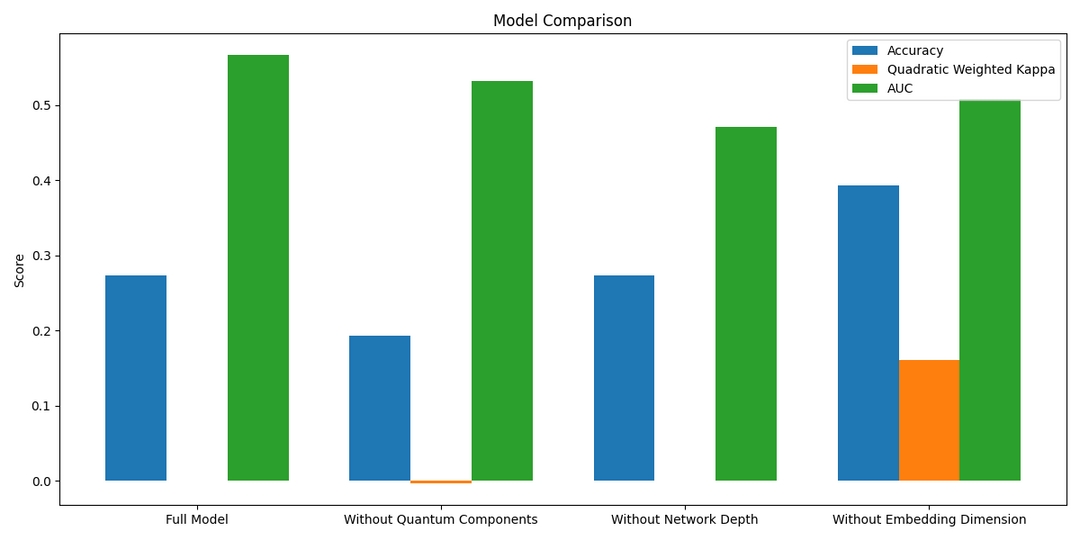 Model Comparison
Accuracy
Quadratic Weighted Kappa
AUC
Score
0.5
0.4
0.3
0.2
0.1
0.0
Full Model
Without Quantum Components
Without Network Depth
Without Embedding Dimension